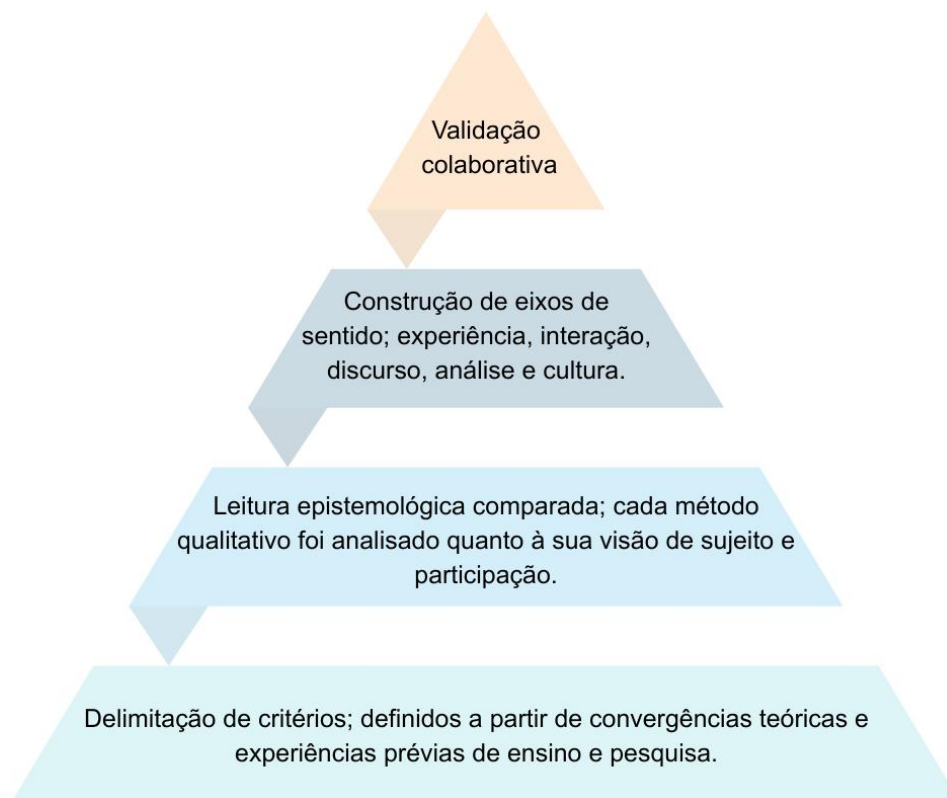 Validação
colaborativa
Construção de eixos de
sentido; experiência, interação,
discurso, análise e cultura.
Leitura epistemológica comparada; cada método
qualitativo foi analisado quanto à sua visão de sujeito e
participação.
Delimitação de critérios; definidos a partir de convergências teóricas e
experiências prévias de ensino e pesquisa.